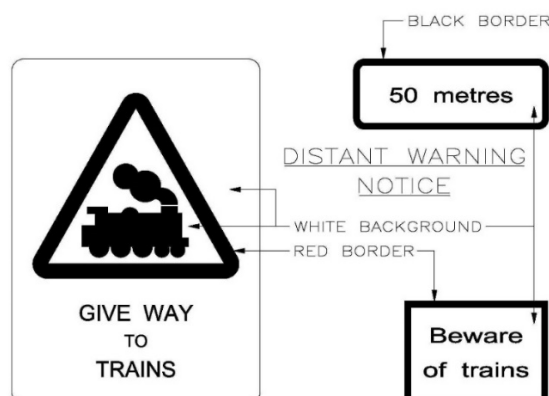 BLACK BORDER
50 metres
DISTANT WARNING
NOTICE
WHITE BACKGROUND
RED BORDER
GIVE WAY
TO
TRAINS
Beware
of trains